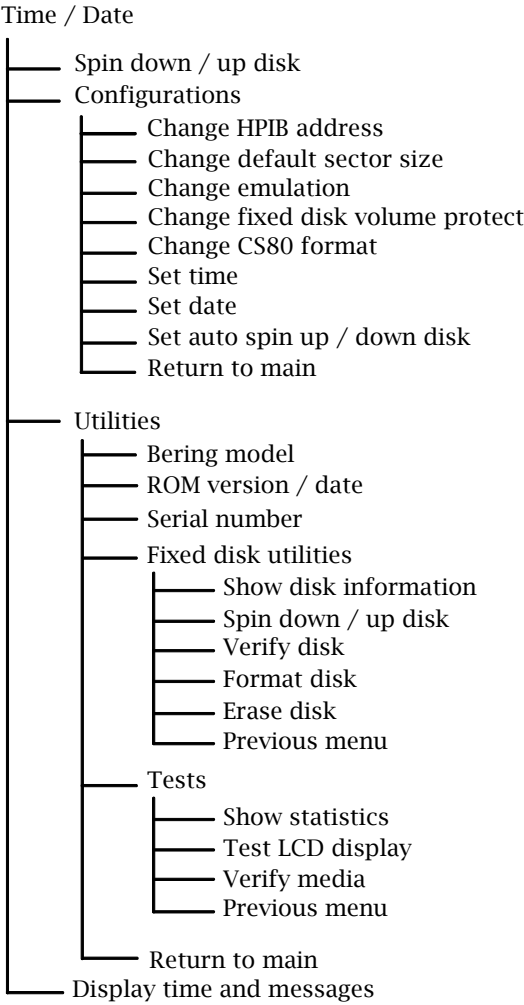 Time / Date
Spin down / up disk
Configurations
Change HPIB address
Change default sector size
Change emulation
Change fixed disk volume protect
Change CS80 format
Set time
Set date
Set auto spin up / down disk
Return to main
Utilities
Bering model
ROM version / date
Serial number
Fixed disk utilities
Show disk information
Spin down / up disk
Verify disk
Format disk
Erase disk
Previous menu
Tests
Show statistics
Test LCD display
Verify media
Previous menu
Return to main
Display time and messages